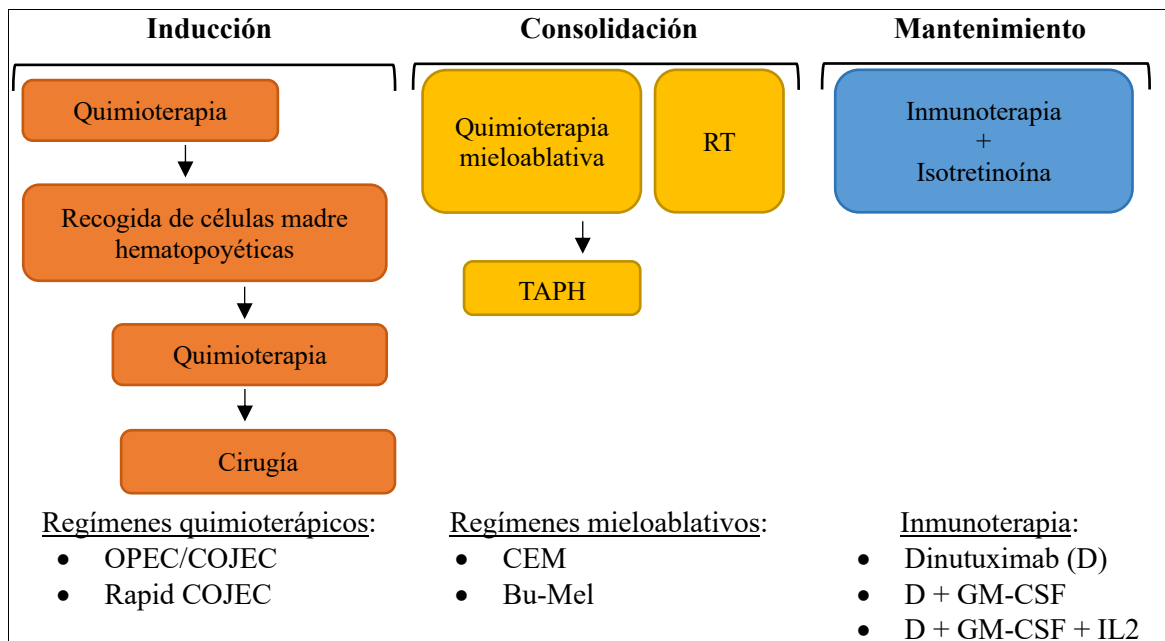 Inducción
Quimioterapia
Recogida de células madre
hematopoyéticas
Quimioterapia
Cirugía
Regímenes quimioterápicos:
• OPEC/COJEC
• Rapid COJEC
Consolidación
Quimioterapia
mieloablativa
RT
TAPH
Regímenes mieloablativos:
• CEM
• Bu-Mel
Mantenimiento
Inmunoterapia
+
Isotretinoína
Inmunoterapia:
• Dinutuximab (D)
• D + GM-CSF
• D + GM-CSF + IL2